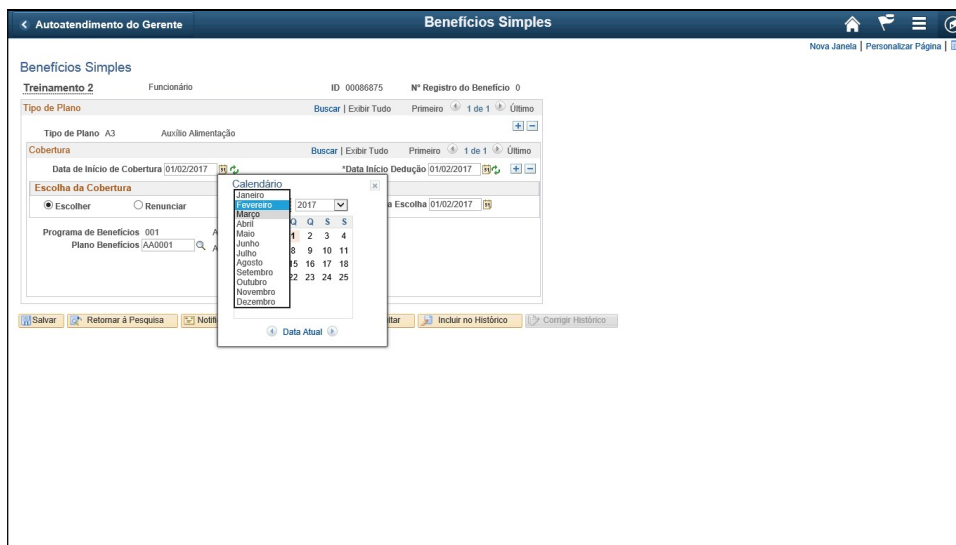 Autoatendimento do Gerente
Benefícios Simples
Nova Janela | Personalizar Página |
Benefícios Simples
Treinamento 2 Funcionário ID 00086875 Nº Registro do Benefício 0
Tipo de Plano Buscar | Exibir Tudo Primeiro 1 de 1 Último
Tipo de Plano A3 Auxílio Alimentação
Cobertura Buscar | Exibir Tudo Primeiro 1 de 1 Último
Data de Início de Cobertura 01/02/2017 *Data Início Dedução 01/02/2017
Escolha da Cobertura
Escolher Renunciar Escolha 01/02/2017
Programa de Benefícios 001
Plano Benefícios AA0001
Calendário
Janeiro
Fevereiro 2017
Março
Abril
Maio
Junho
Julho
Agosto
Setembro
Outubro
Novembro
Dezembro
Q Q S S
1 2 3 4
8 9 10 11
15 16 17 18
22 23 24 25
Data Atual
Salvar Retornar à Pesquisa Incluir no Histórico Corrigir Histórico